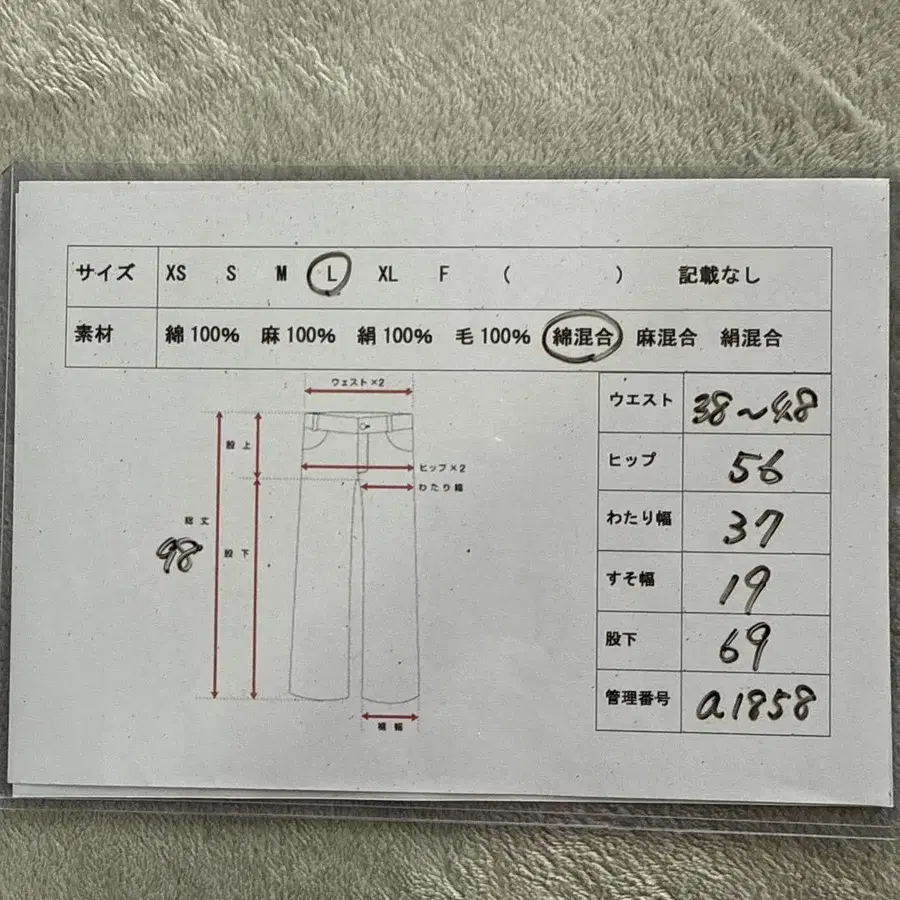 サイズ XS S M L XL F ( ) 記載なし
素材 綿100% 麻100% 絹100% 毛100% 綿混合 麻混合 絹混合
ウェスト×2
股上
ヒップ×2
わたり幅
総丈
98
股下
裾幅
ウエスト 38~48
ヒップ 56
わたり幅 37
すそ幅 19
股下 69
管理番号 a1858